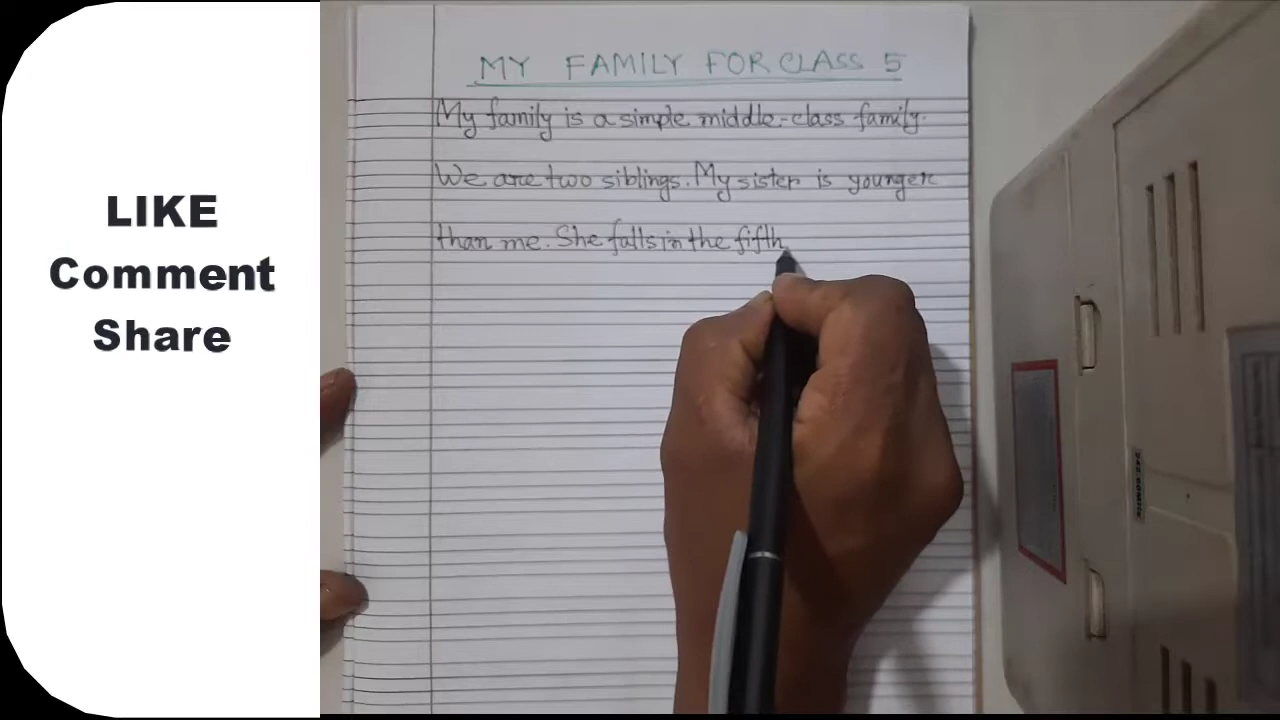 LIKE
Comment
Share
MY FAMILY FOR CLASS 5
My family is a simple middle-class family.
We are two siblings. My sister is younger
than me. She falls in the fifth